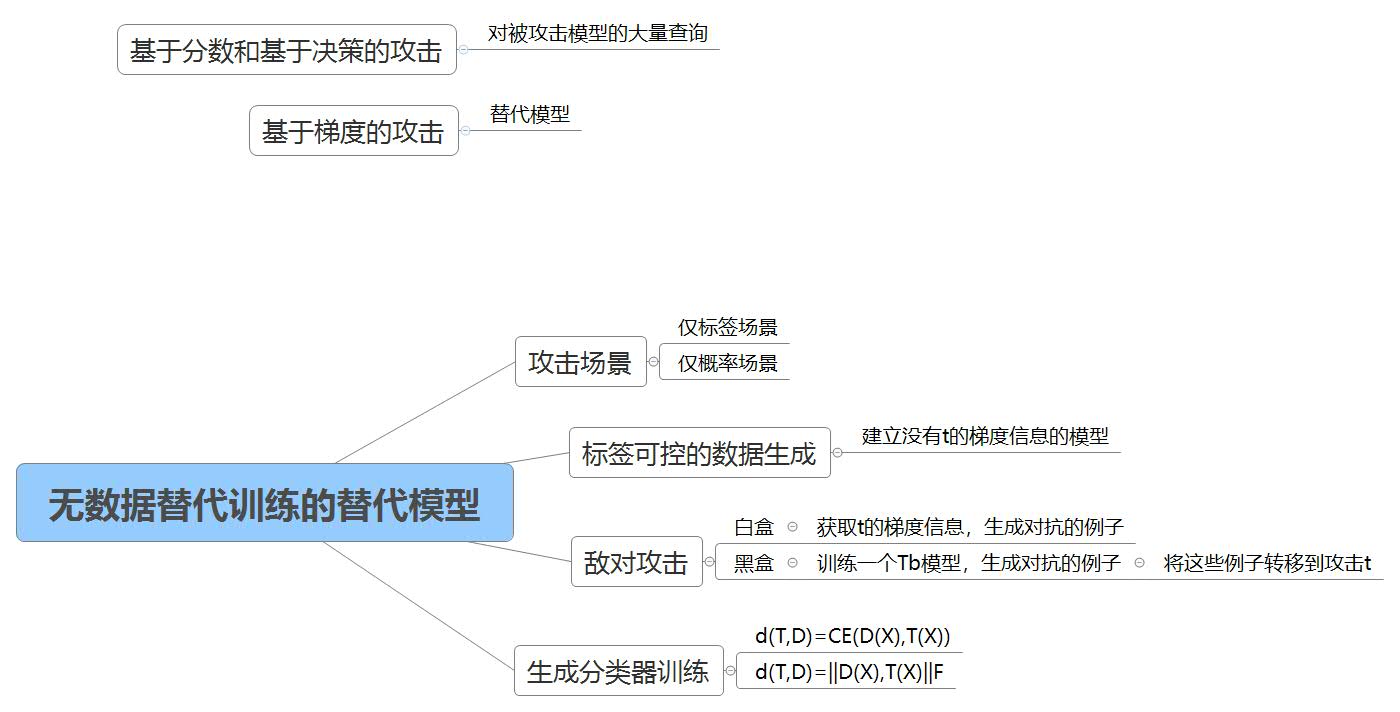 基于分数和基于决策的攻击
对被攻击模型的大量查询
基于梯度的攻击
替代模型
无数据替代训练的替代模型
攻击场景
仅标签场景
仅概率场景
标签可控的数据生成
建立没有t的梯度信息的模型
敌对攻击
白盒
获取t的梯度信息，生成对抗的例子
黑盒
训练一个Tb模型，生成对抗的例子
将这些例子转移到攻击t
生成分类器训练
d(T,D)=CE(D(X),T(X))
d(T,D)=||D(X),T(X)||F